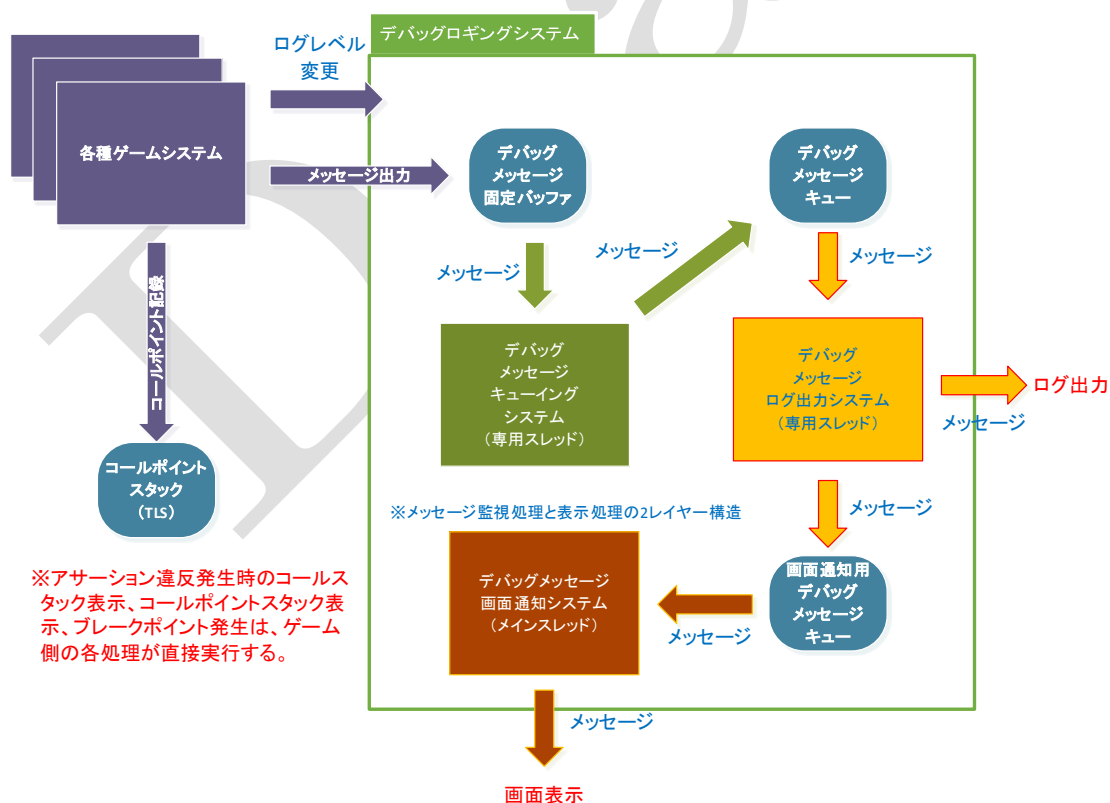 デバッグロギングシステム
ログレベル
変更
各種ゲームシステム
メッセージ出力
デバッグ
メッセージ
固定バッファ
デバッグ
メッセージ
キュー
メッセージ
メッセージ
メッセージ
コールポイント記録
デバッグ
メッセージ
キューイング
システム
（専用スレッド）
デバッグ
メッセージ
ログ出力システム
（専用スレッド）
ログ出力
メッセージ
コールポイント
スタック
（TLS）
メッセージ
※メッセージ監視処理と表示処理の2レイヤー構造
※アサーション違反発生時のコールス
タック表示、コールポイントスタック表
示、ブレークポイント発生は、ゲーム
側の各処理が直接実行する。
デバッグメッセージ
画面通知システム
（メインスレッド）
画面通知用
デバッグ
メッセージ
キュー
メッセージ
メッセージ
画面表示